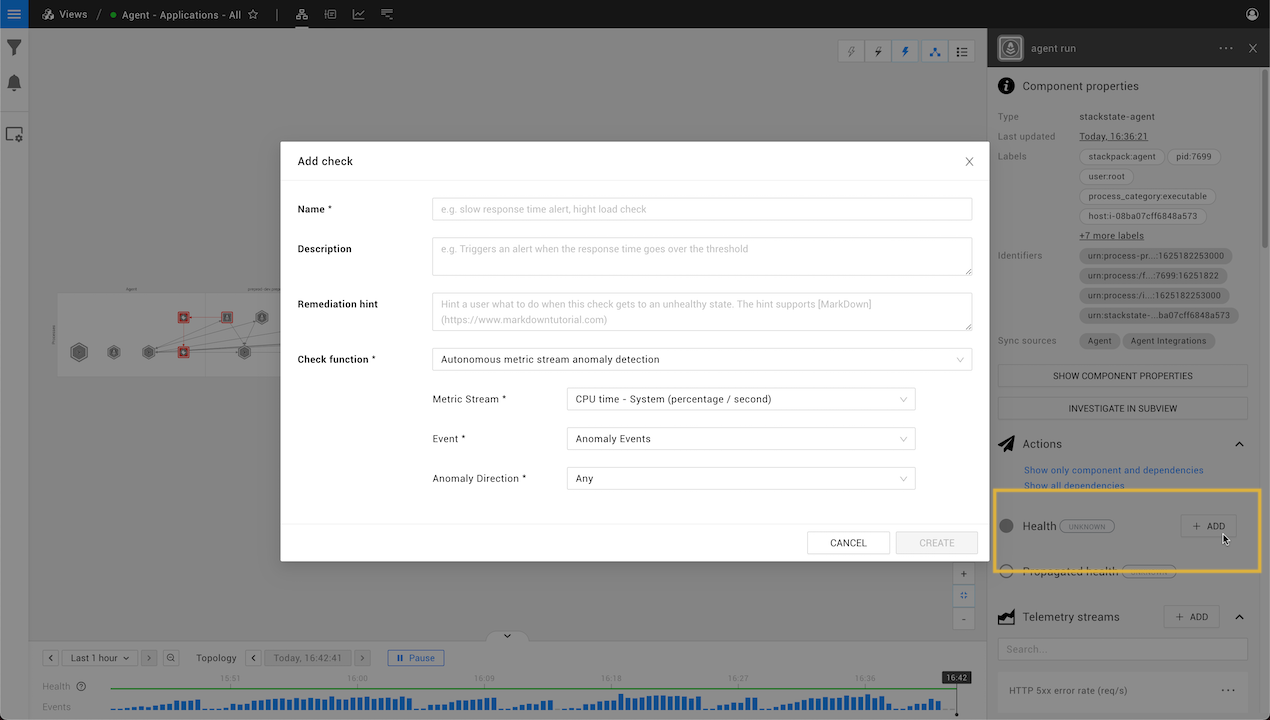 Views / Agent - Applications - All
agent run
Component properties
Type stackstate-agent
Last updated Today, 16:36:21
Labels stackpack:agent pid:7699
user:root
process_category:executable
host:i-08ba07cff6848a573
+7 more labels
Identifiers urn:process-pr...:1625182253000
urn:process:/f...:7699:16251822
urn:process:/i...:1625182253000
urn:stackstate-...ba07cff6848a573
Sync sources Agent Agent Integrations
SHOW COMPONENT PROPERTIES
INVESTIGATE IN SUBVIEW
Actions
Show only component and dependencies
Show all dependencies
Health UNKNOWN + ADD
Propagated health UNKNOWN
Telemetry streams + ADD
Search...
HTTP 5xx error rate (req/s)
Add check
Name * e.g. slow response time alert, hight load check
Description e.g. Triggers an alert when the response time goes over the threshold
Remediation hint Hint a user what to do when this check gets to an unhealthy state. The hint supports [MarkDown]
(https://www.markdowntutorial.com)
Check function * Autonomous metric stream anomaly detection
Metric Stream * CPU time - System (percentage / second)
Event * Anomaly Events
Anomaly Direction * Any
CANCEL CREATE
Agent
Processes
+
-
Last 1 hour Topology Today, 16:42:41 Pause
15:51 16:00 16:09 16:18 16:27 16:36 16:42
Health
Events